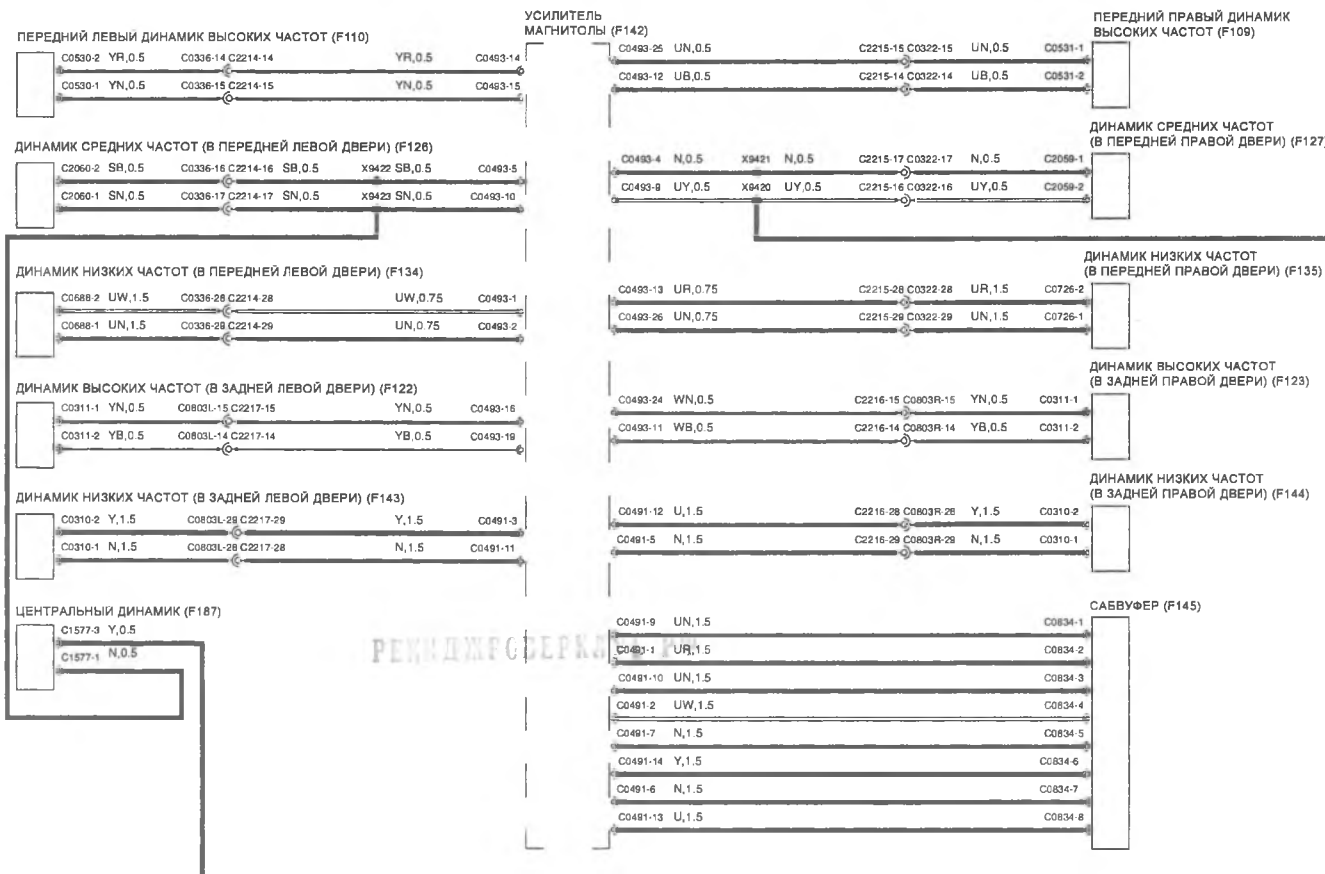 УСИЛИТЕЛЬ
МАГНИТОЛЫ (F142)
ПЕРЕДНИЙ ЛЕВЫЙ ДИНАМИК ВЫСОКИХ ЧАСТОТ (F110)
C0530-2 YR,0.5 C0336-14 C2214-14 YR,0.5 C0493-14
C0530-1 YN,0.5 C0336-15 C2214-15 YN,0.5 C0493-15
ДИНАМИК СРЕДНИХ ЧАСТОТ (В ПЕРЕДНЕЙ ЛЕВОЙ ДВЕРИ) (F126)
C2060-2 SB,0.5 C0336-16 C2214-16 SB,0.5 X9422 SB,0.5 C0493-5
C2060-1 SN,0.5 C0336-17 C2214-17 SN,0.5 X9423 SN,0.5 C0493-10
ДИНАМИК НИЗКИХ ЧАСТОТ (В ПЕРЕДНЕЙ ЛЕВОЙ ДВЕРИ) (F134)
C0688-2 UW,1.5 C0336-28 C2214-28 UW,0.75 C0493-1
C0688-1 UN,1.5 C0336-29 C2214-29 UN,0.75 C0493-2
ДИНАМИК ВЫСОКИХ ЧАСТОТ (В ЗАДНЕЙ ЛЕВОЙ ДВЕРИ) (F122)
C0311-1 YN,0.5 C0803L-15 C2217-15 YN,0.5 C0493-16
C0311-2 YB,0.5 C0803L-14 C2217-14 YB,0.5 C0493-19
ДИНАМИК НИЗКИХ ЧАСТОТ (В ЗАДНЕЙ ЛЕВОЙ ДВЕРИ) (F143)
C0310-2 Y,1.5 C0803L-29 C2217-29 Y,1.5 C0491-3
C0310-1 N,1.5 C0803L-28 C2217-28 N,1.5 C0491-11
ЦЕНТРАЛЬНЫЙ ДИНАМИК (F187)
C1577-3 Y,0.5
C1577-1 N,0.5
ПЕРЕДНИЙ ПРАВЫЙ ДИНАМИК
ВЫСОКИХ ЧАСТОТ (F109)
C0493-25 UN,0.5 C2215-15 C0322-15 UN,0.5 C0531-1
C0493-12 UB,0.5 C2215-14 C0322-14 UB,0.5 C0531-2
ДИНАМИК СРЕДНИХ ЧАСТОТ
(В ПЕРЕДНЕЙ ПРАВОЙ ДВЕРИ) (F127)
C0493-4 N,0.5 X9421 N,0.5 C2215-17 C0322-17 N,0.5 C2059-1
C0493-9 UY,0.5 X9420 UY,0.5 C2215-16 C0322-16 UY,0.5 C2059-2
ДИНАМИК НИЗКИХ ЧАСТОТ
(В ПЕРЕДНЕЙ ПРАВОЙ ДВЕРИ) (F135)
C0493-13 UR,0.75 C2215-28 C0322-28 UR,1.5 C0726-2
C0493-26 UN,0.75 C2215-29 C0322-29 UN,1.5 C0726-1
ДИНАМИК ВЫСОКИХ ЧАСТОТ
(В ЗАДНЕЙ ПРАВОЙ ДВЕРИ) (F123)
C0493-24 WN,0.5 C2216-15 C0803R-15 YN,0.5 C0311-1
C0493-11 WB,0.5 C2216-14 C0803R-14 YB,0.5 C0311-2
ДИНАМИК НИЗКИХ ЧАСТОТ
(В ЗАДНЕЙ ПРАВОЙ ДВЕРИ) (F144)
C0491-12 U,1.5 C2216-28 C0803R-28 Y,1.5 C0310-2
C0491-5 N,1.5 C2216-29 C0803R-29 N,1.5 C0310-1
САБВУФЕР (F145)
C0491-9 UN,1.5 C0834-1
C0491-1 UR,1.5 C0834-2
C0491-10 UN,1.5 C0834-3
C0491-2 UW,1.5 C0834-4
C0491-7 N,1.5 C0834-5
C0491-14 Y,1.5 C0834-6
C0491-6 N,1.5 C0834-7
C0491-13 U,1.5 C0834-8